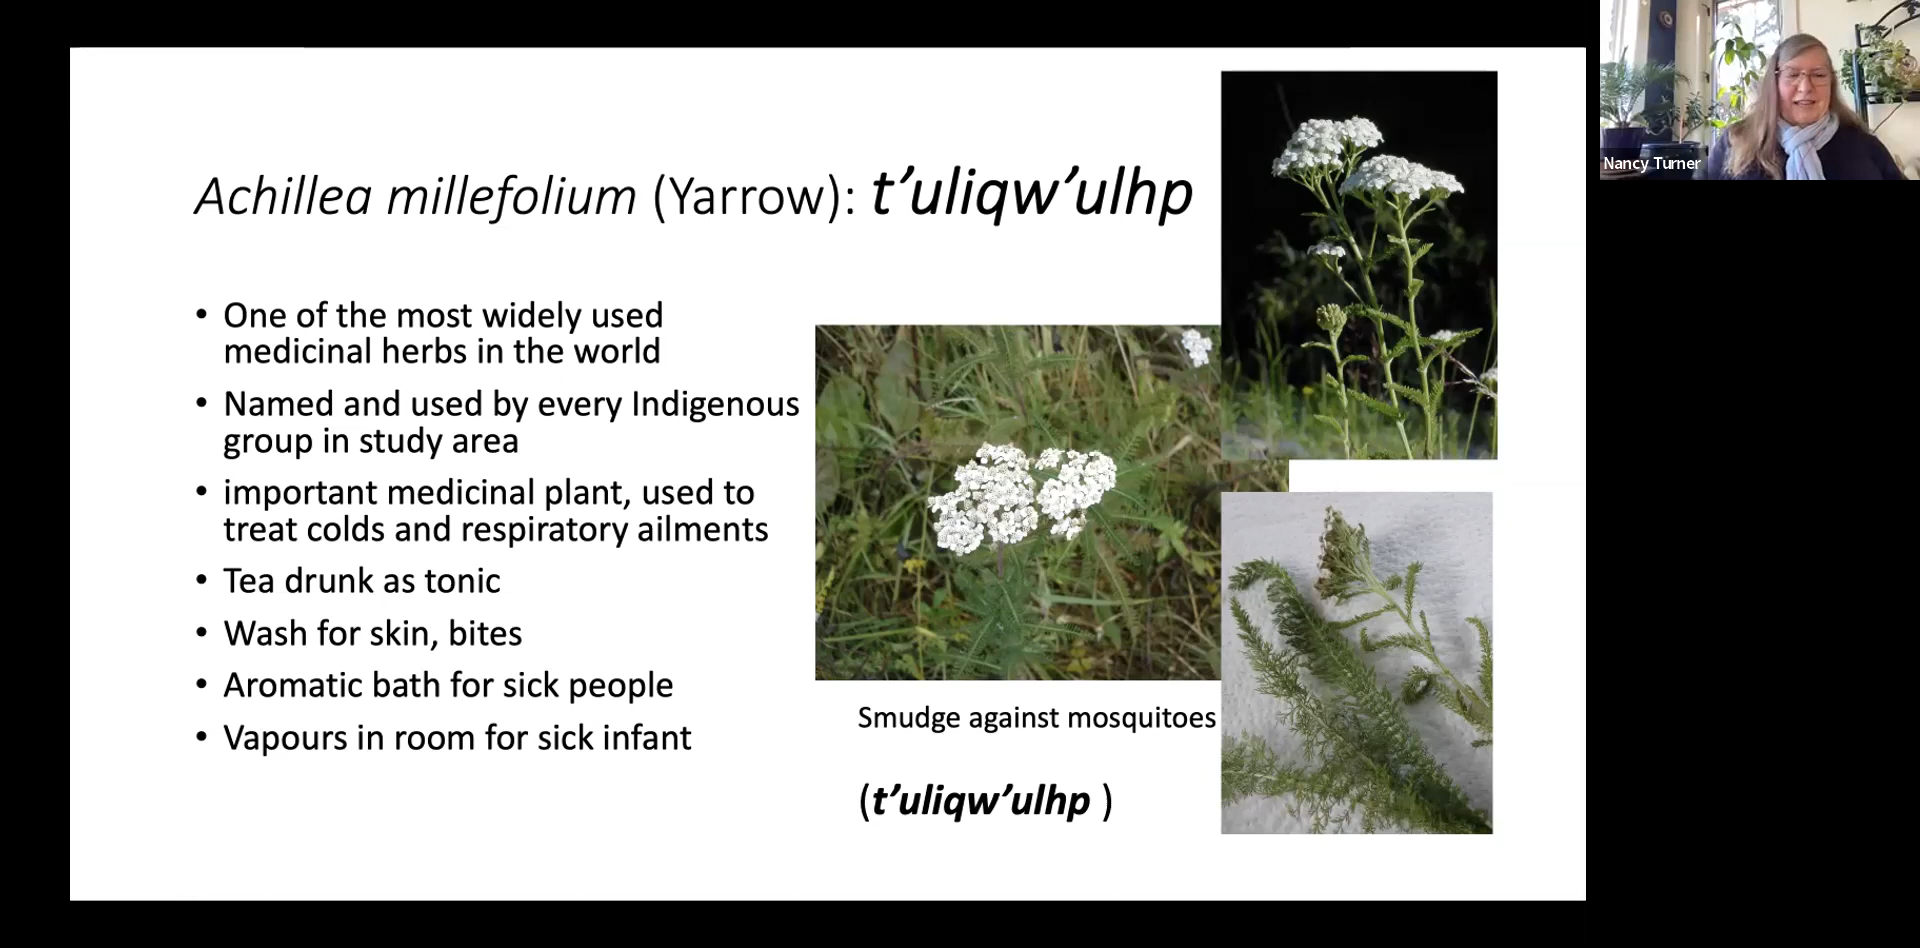 Achillea millefolium (Yarrow): t’uliqw’ulhp
• One of the most widely used
medicinal herbs in the world
• Named and used by every Indigenous
group in study area
• important medicinal plant, used to
treat colds and respiratory ailments
• Tea drunk as tonic
• Wash for skin, bites
• Aromatic bath for sick people
• Vapours in room for sick infant
Smudge against mosquitoes
(t’uliqw’ulhp )
Nancy Turner